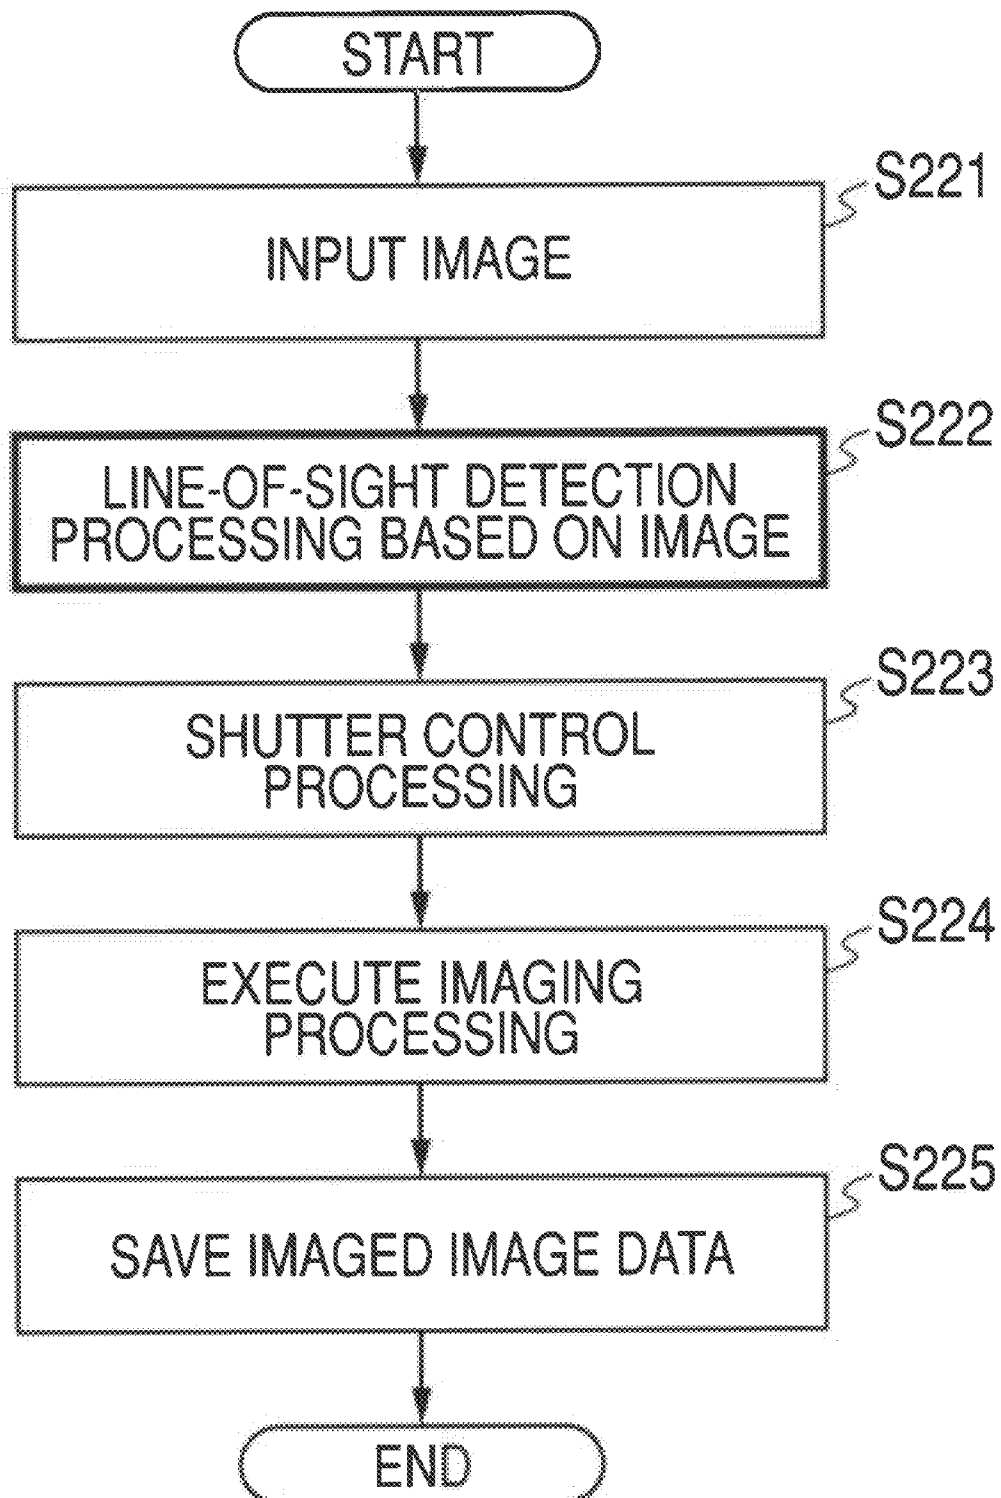 START
S221
INPUT IMAGE
S222
LINE-OF-SIGHT DETECTION
PROCESSING BASED ON IMAGE
S223
SHUTTER CONTROL
PROCESSING
S224
EXECUTE IMAGING
PROCESSING
S225
SAVE IMAGED IMAGE DATA
END